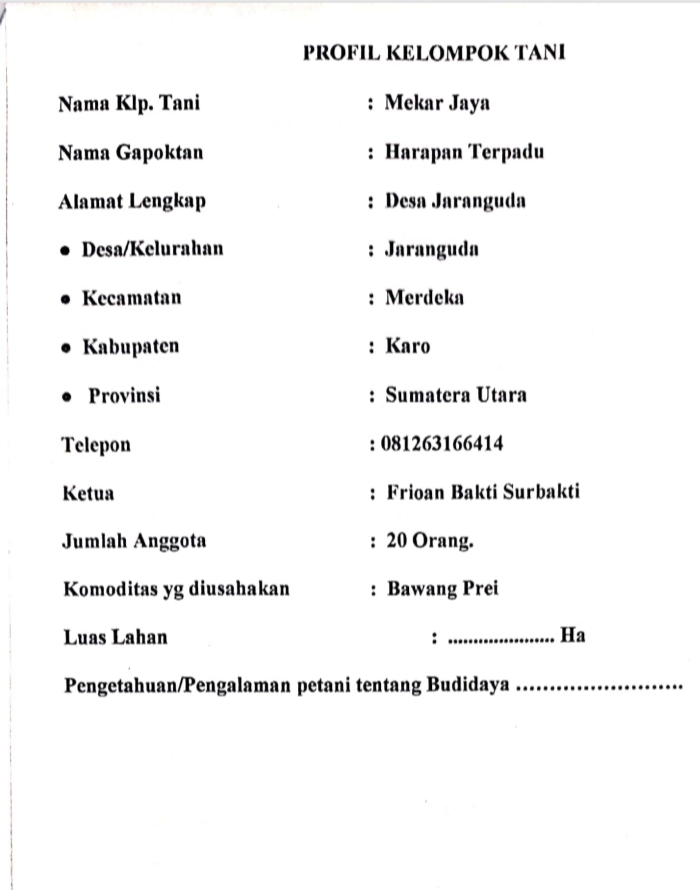 PROFIL KELOMPOK TANI
Nama Klp. Tani : Mekar Jaya
Nama Gapoktan : Harapan Terpadu
Alamat Lengkap : Desa Jaranguda
• Desa/Kelurahan : Jaranguda
• Kecamatan : Merdeka
• Kabupaten : Karo
• Provinsi : Sumatera Utara
Telepon : 081263166414
Ketua : Frioan Bakti Surbakti
Jumlah Anggota : 20 Orang.
Komoditas yg diusahakan : Bawang Prei
Luas Lahan : ..................... Ha
Pengetahuan/Pengalaman petani tentang Budidaya .........................